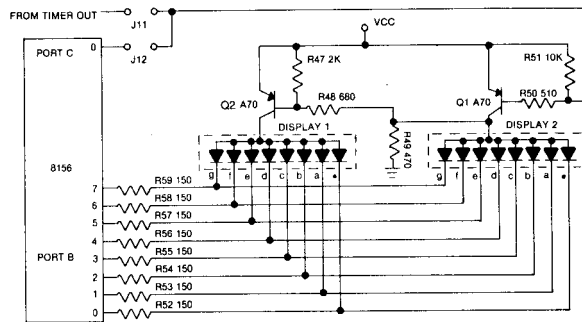 FROM TIMER OUT
J11
PORT C
0
J12
VCC
R47 2K
R51 10K
Q2 A70
R48 680
Q1 A70
R50 510
DISPLAY 1
DISPLAY 2
R49 470
8156
g f e d c b a
g f e d c b a
7 R59 150
6 R58 150
5 R57 150
4 R56 150
3 R55 150
PORT B
2 R54 150
1 R53 150
0 R52 150